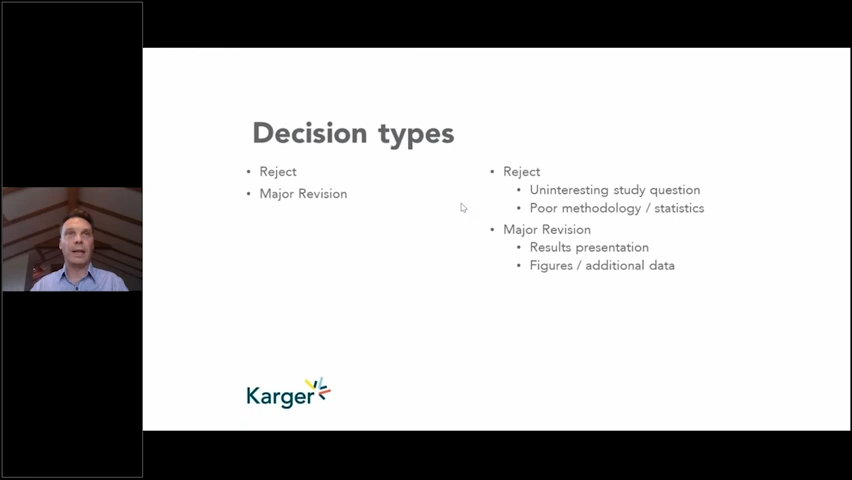 Decision types
• Reject
• Major Revision
• Reject
• Uninteresting study question
• Poor methodology / statistics
• Major Revision
• Results presentation
• Figures / additional data
Karger